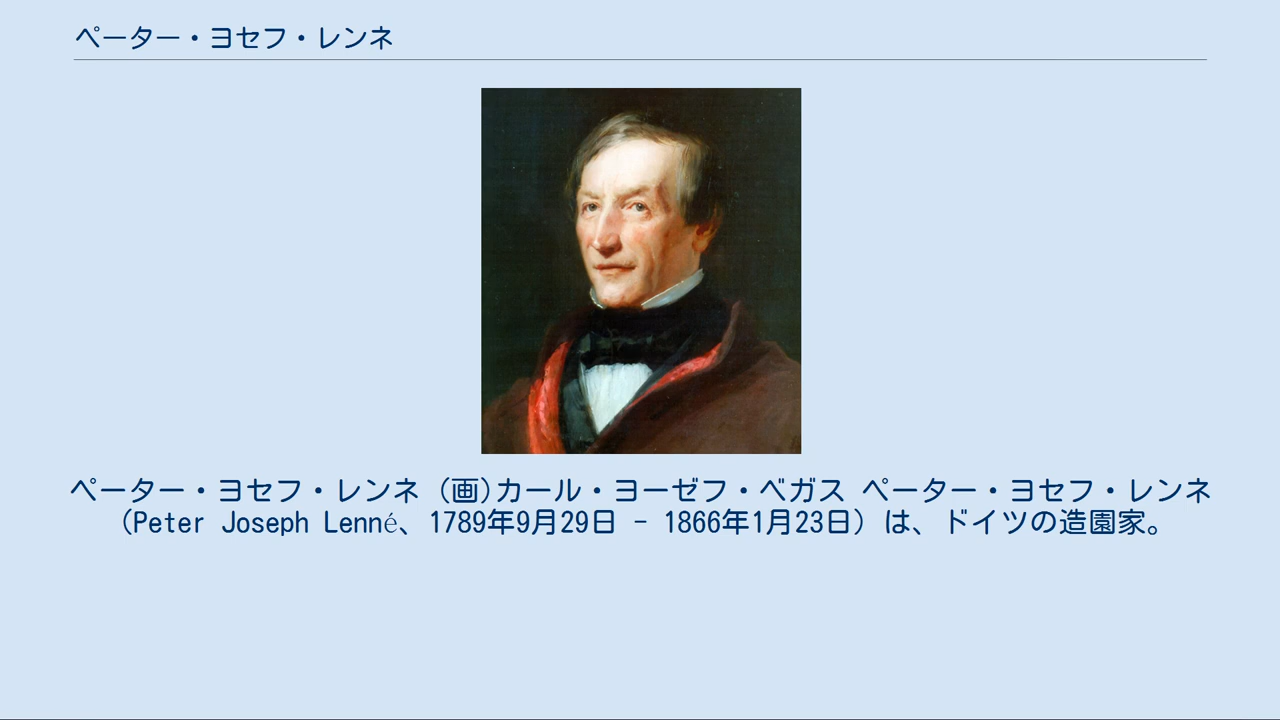 ペーター・ヨセフ・レンネ
ペーター・ヨセフ・レンネ (画)カール・ヨーゼフ・ベガス ペーター・ヨセフ・レンネ
（Peter Joseph Lenné、1789年9月29日 - 1866年1月23日）は、ドイツの造園家。